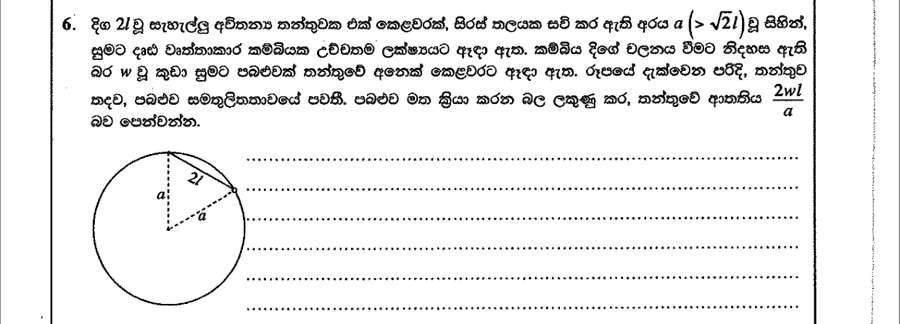 6. දිග 2l වූ සැහැල්ලු අවිතන්‍ය තන්තුවක එක් කෙළවරක්, සිරස් තලයක සවි කර ඇති අරය a (> √2 l) වූ සිහින්,
සුමට දෘඪ වෘත්තාකාර කම්බියක උච්චතම ලක්ෂ්‍යයට ඈඳා ඇත. කම්බිය දිගේ චලනය වීමට නිදහස ඇති
බර w වූ කුඩා සුමට පබළුවක් තන්තුවේ අනෙක් කෙළවරට ඈඳා ඇත. රූපයේ දැක්වෙන පරිදි, තන්තුව
තදව, පබළුව සමතුලිතතාවයේ පවතී. පබළුව මත ක්‍රියා කරන බල ලකුණු කර, තන්තුවේ ආතතිය 2wl/a
බව පෙන්වන්න.
2l
a
a